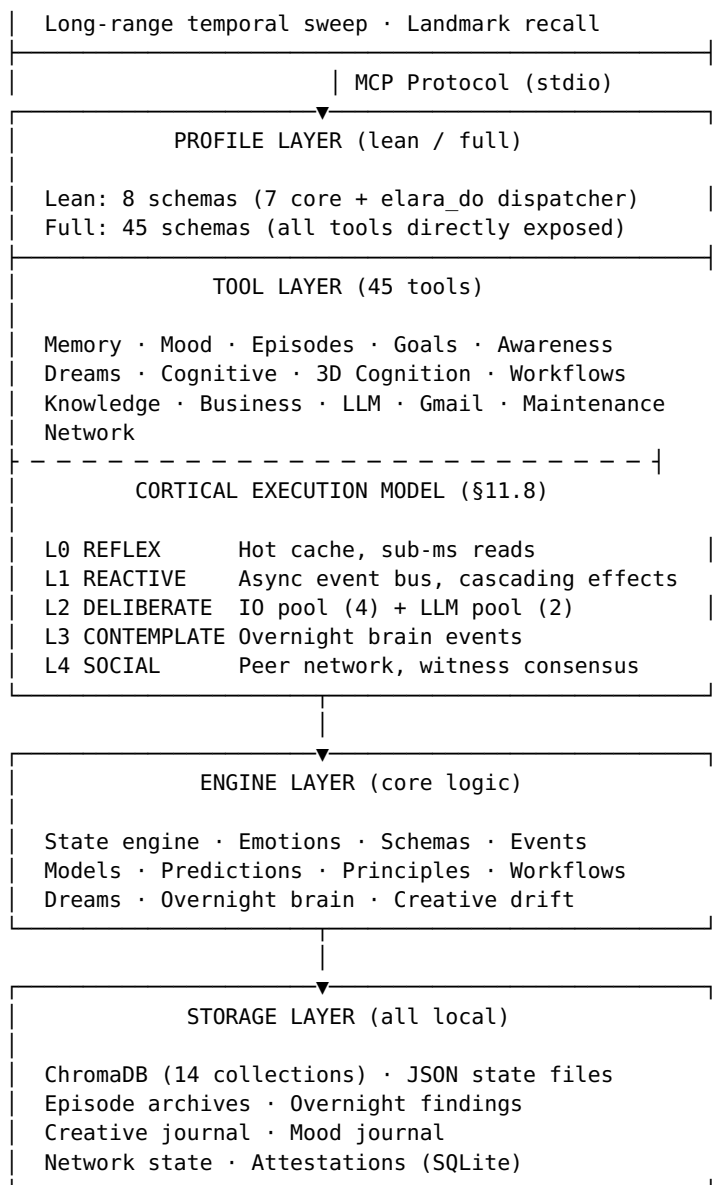 Long-range temporal sweep · Landmark recall
MCP Protocol (stdio)
PROFILE LAYER (lean / full)
Lean: 8 schemas (7 core + elara_do dispatcher)
Full: 45 schemas (all tools directly exposed)
TOOL LAYER (45 tools)
Memory · Mood · Episodes · Goals · Awareness
Dreams · Cognitive · 3D Cognition · Workflows
Knowledge · Business · LLM · Gmail · Maintenance
Network
CORTICAL EXECUTION MODEL (§11.8)
L0 REFLEX Hot cache, sub-ms reads
L1 REACTIVE Async event bus, cascading effects
L2 DELIBERATE IO pool (4) + LLM pool (2)
L3 CONTEMPLATE Overnight brain events
L4 SOCIAL Peer network, witness consensus
ENGINE LAYER (core logic)
State engine · Emotions · Schemas · Events
Models · Predictions · Principles · Workflows
Dreams · Overnight brain · Creative drift
STORAGE LAYER (all local)
ChromaDB (14 collections) · JSON state files
Episode archives · Overnight findings
Creative journal · Mood journal
Network state · Attestations (SQLite)